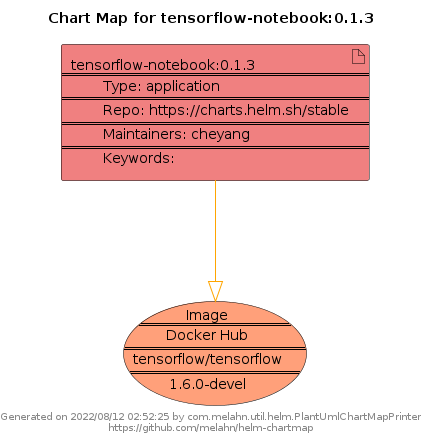 Chart Map for tensorflow-notebook:0.1.3
tensorflow-notebook:0.1.3
Type: application
Repo: https://charts.helm.sh/stable
Maintainers: cheyang
Keywords:
Image
Docker Hub
tensorflow/tensorflow
1.6.0-devel
Generated on 2022/08/12 02:52:25 by com.melahn.util.helm.PlantUmlChartMapPrinter
https://github.com/melahn/helm-chartmap